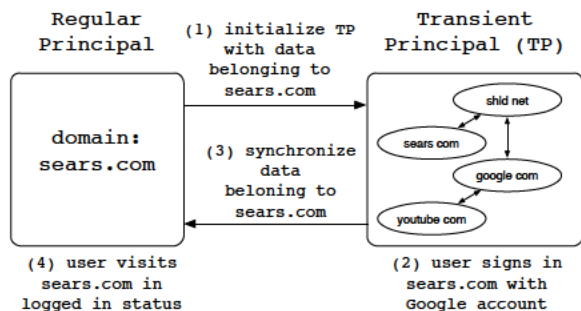 Regular
Principal
(1) initialize TP
with data
belonging to
sears.com
Transient
Principal (TP)
domain:
sears.com
(3) synchronize
data
beloning to
sears.com
shld net
sears com
google com
youtube com
(4) user visits
sears.com in
logged in status
(2) user signs in
sears.com with
Google account